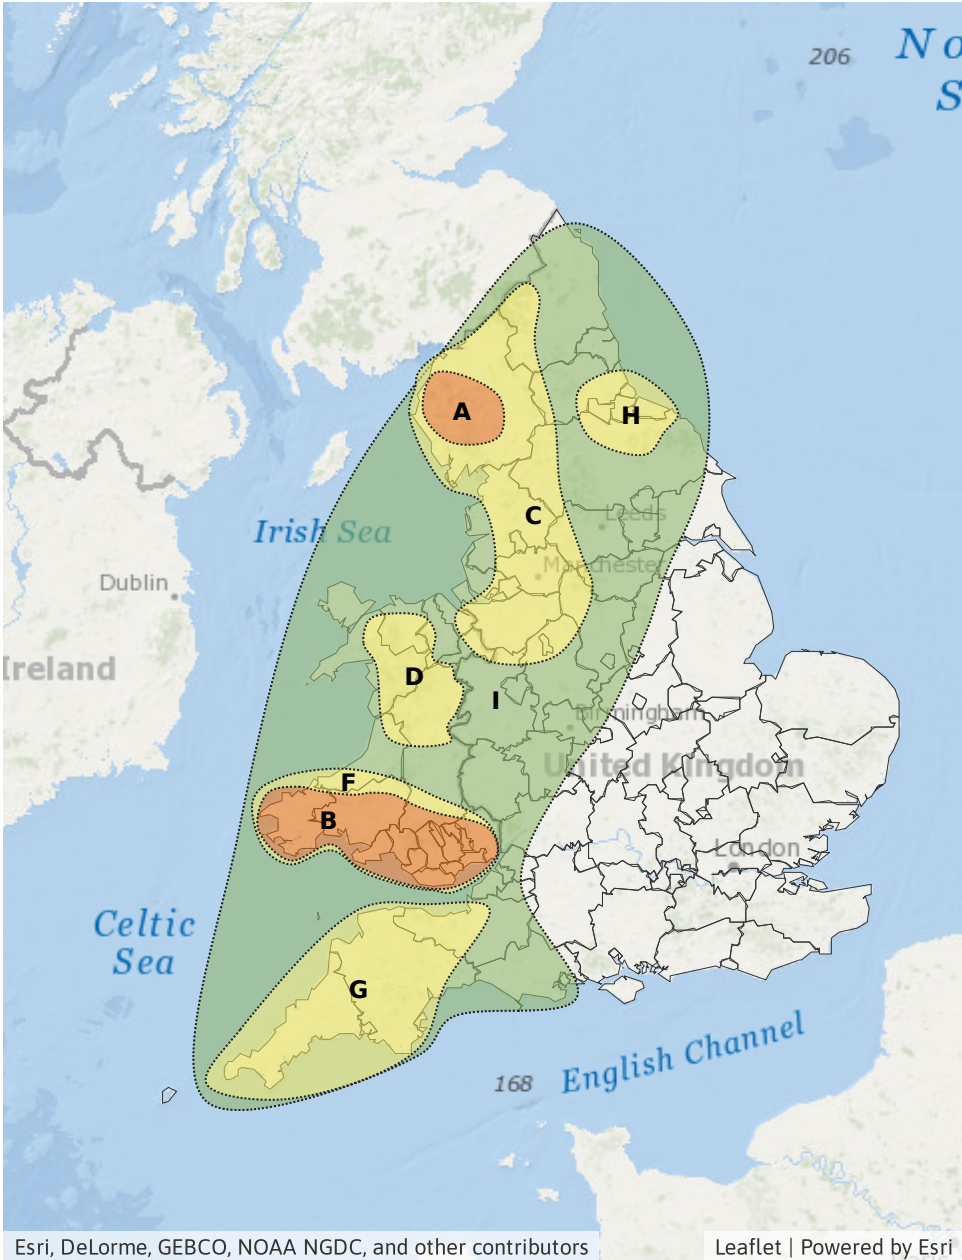 206
No
S
A
H
C
Leeds
Irish Sea
Manchester
Dublin
Ireland
D
I
Birmingham
United Kingdom
F
B
London
Celtic
Sea
G
168
English Channel
Esri, DeLorme, GEBCO, NOAA NGDC, and other contributors
Leaflet | Powered by Esri